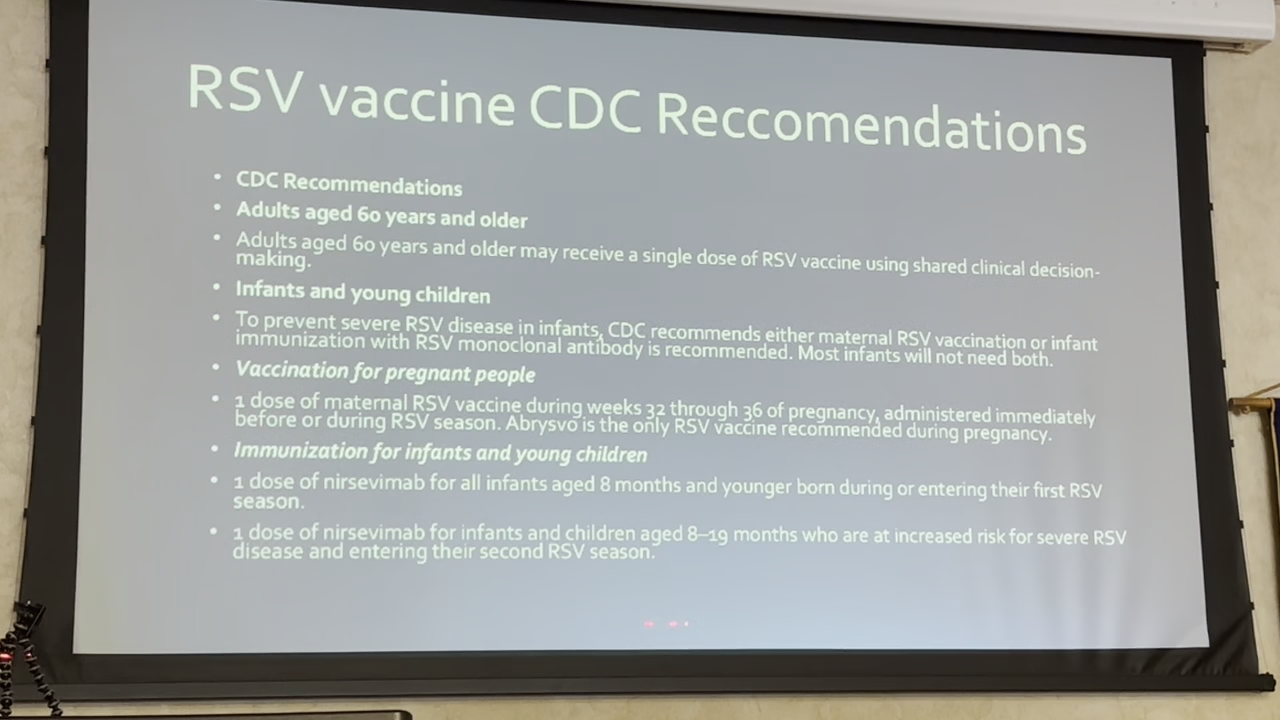 RSV vaccine CDC Reccomendations
• CDC Recommendations
• Adults aged 60 years and older
• Adults aged 60 years and older may receive a single dose of RSV vaccine using shared clinical decision-
making.
• Infants and young children
• To prevent severe RSV disease in infants, CDC recommends either maternal RSV vaccination or infant
immunization with RSV monoclonal antibody is recommended. Most infants will not need both.
• Vaccination for pregnant people
• 1 dose of maternal RSV vaccine during weeks 32 through 36 of pregnancy, administered immediately
before or during RSV season. Abrysvo is the only RSV vaccine recommended during pregnancy.
• Immunization for infants and young children
• 1 dose of nirsevimab for all infants aged 8 months and younger born during or entering their first RSV
season.
• 1 dose of nirsevimab for infants and children aged 8–19 months who are at increased risk for severe RSV
disease and entering their second RSV season.